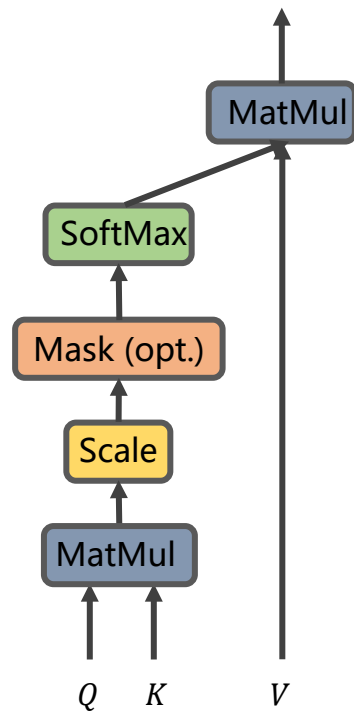 MatMul
SoftMax
Mask (opt.)
Scale
MatMul
Q K V